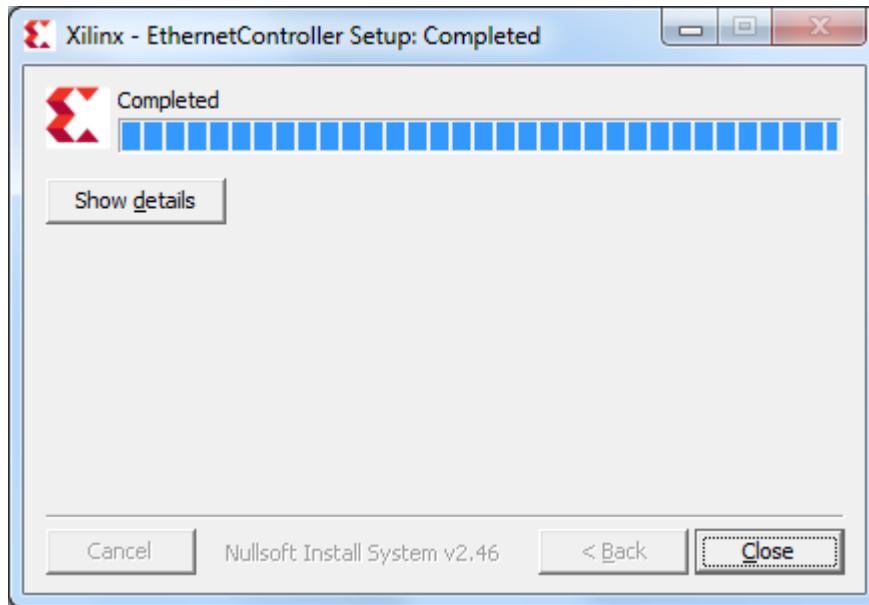 Xilinx - EthernetController Setup: Completed
Completed
Show details
Cancel Nullsoft Install System v2.46 < Back Close